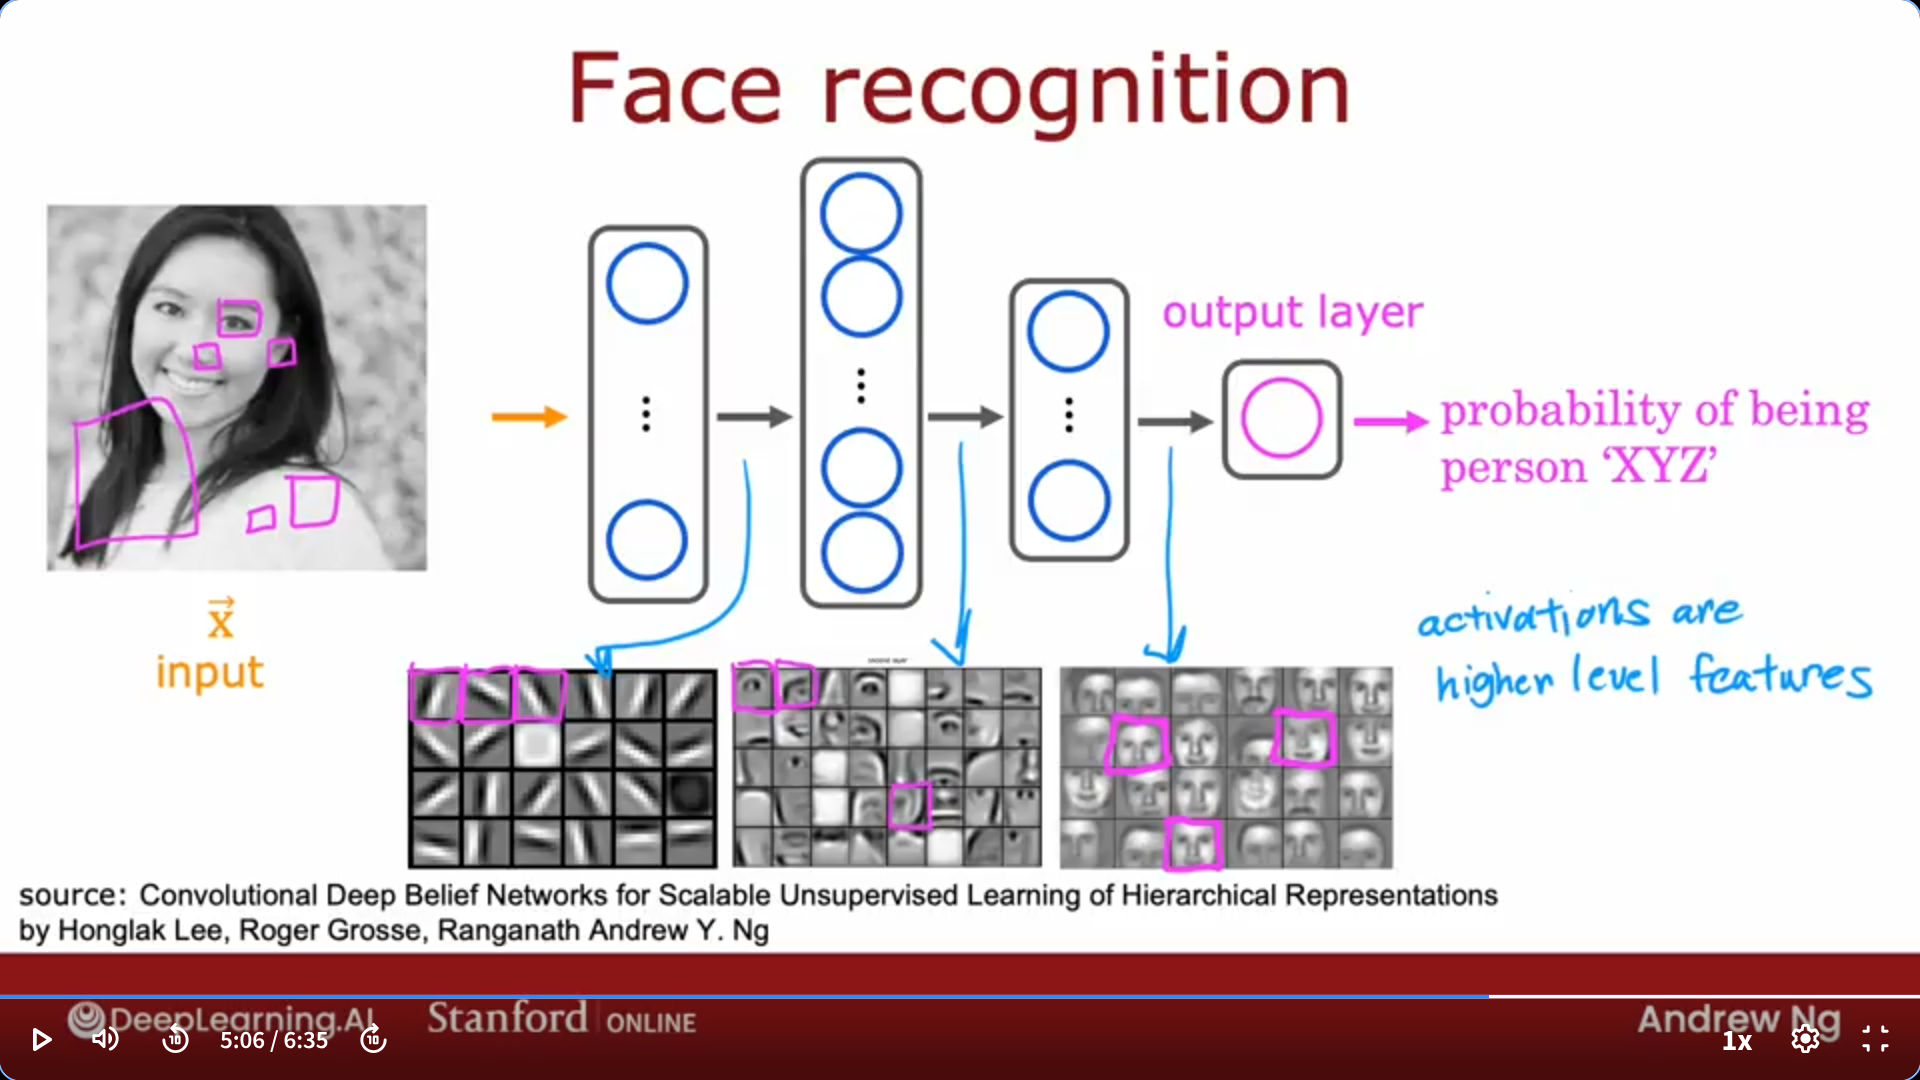 Face recognition
output layer
probability of being
person ‘XYZ’
x
input
activations are
higher level features
source: Convolutional Deep Belief Networks for Scalable Unsupervised Learning of Hierarchical Representations
by Honglak Lee, Roger Grosse, Ranganath Andrew Y. Ng
DeepLearning.AI
Stanford | ONLINE
Andrew Ng
10
5:06 / 6:35
10
1x